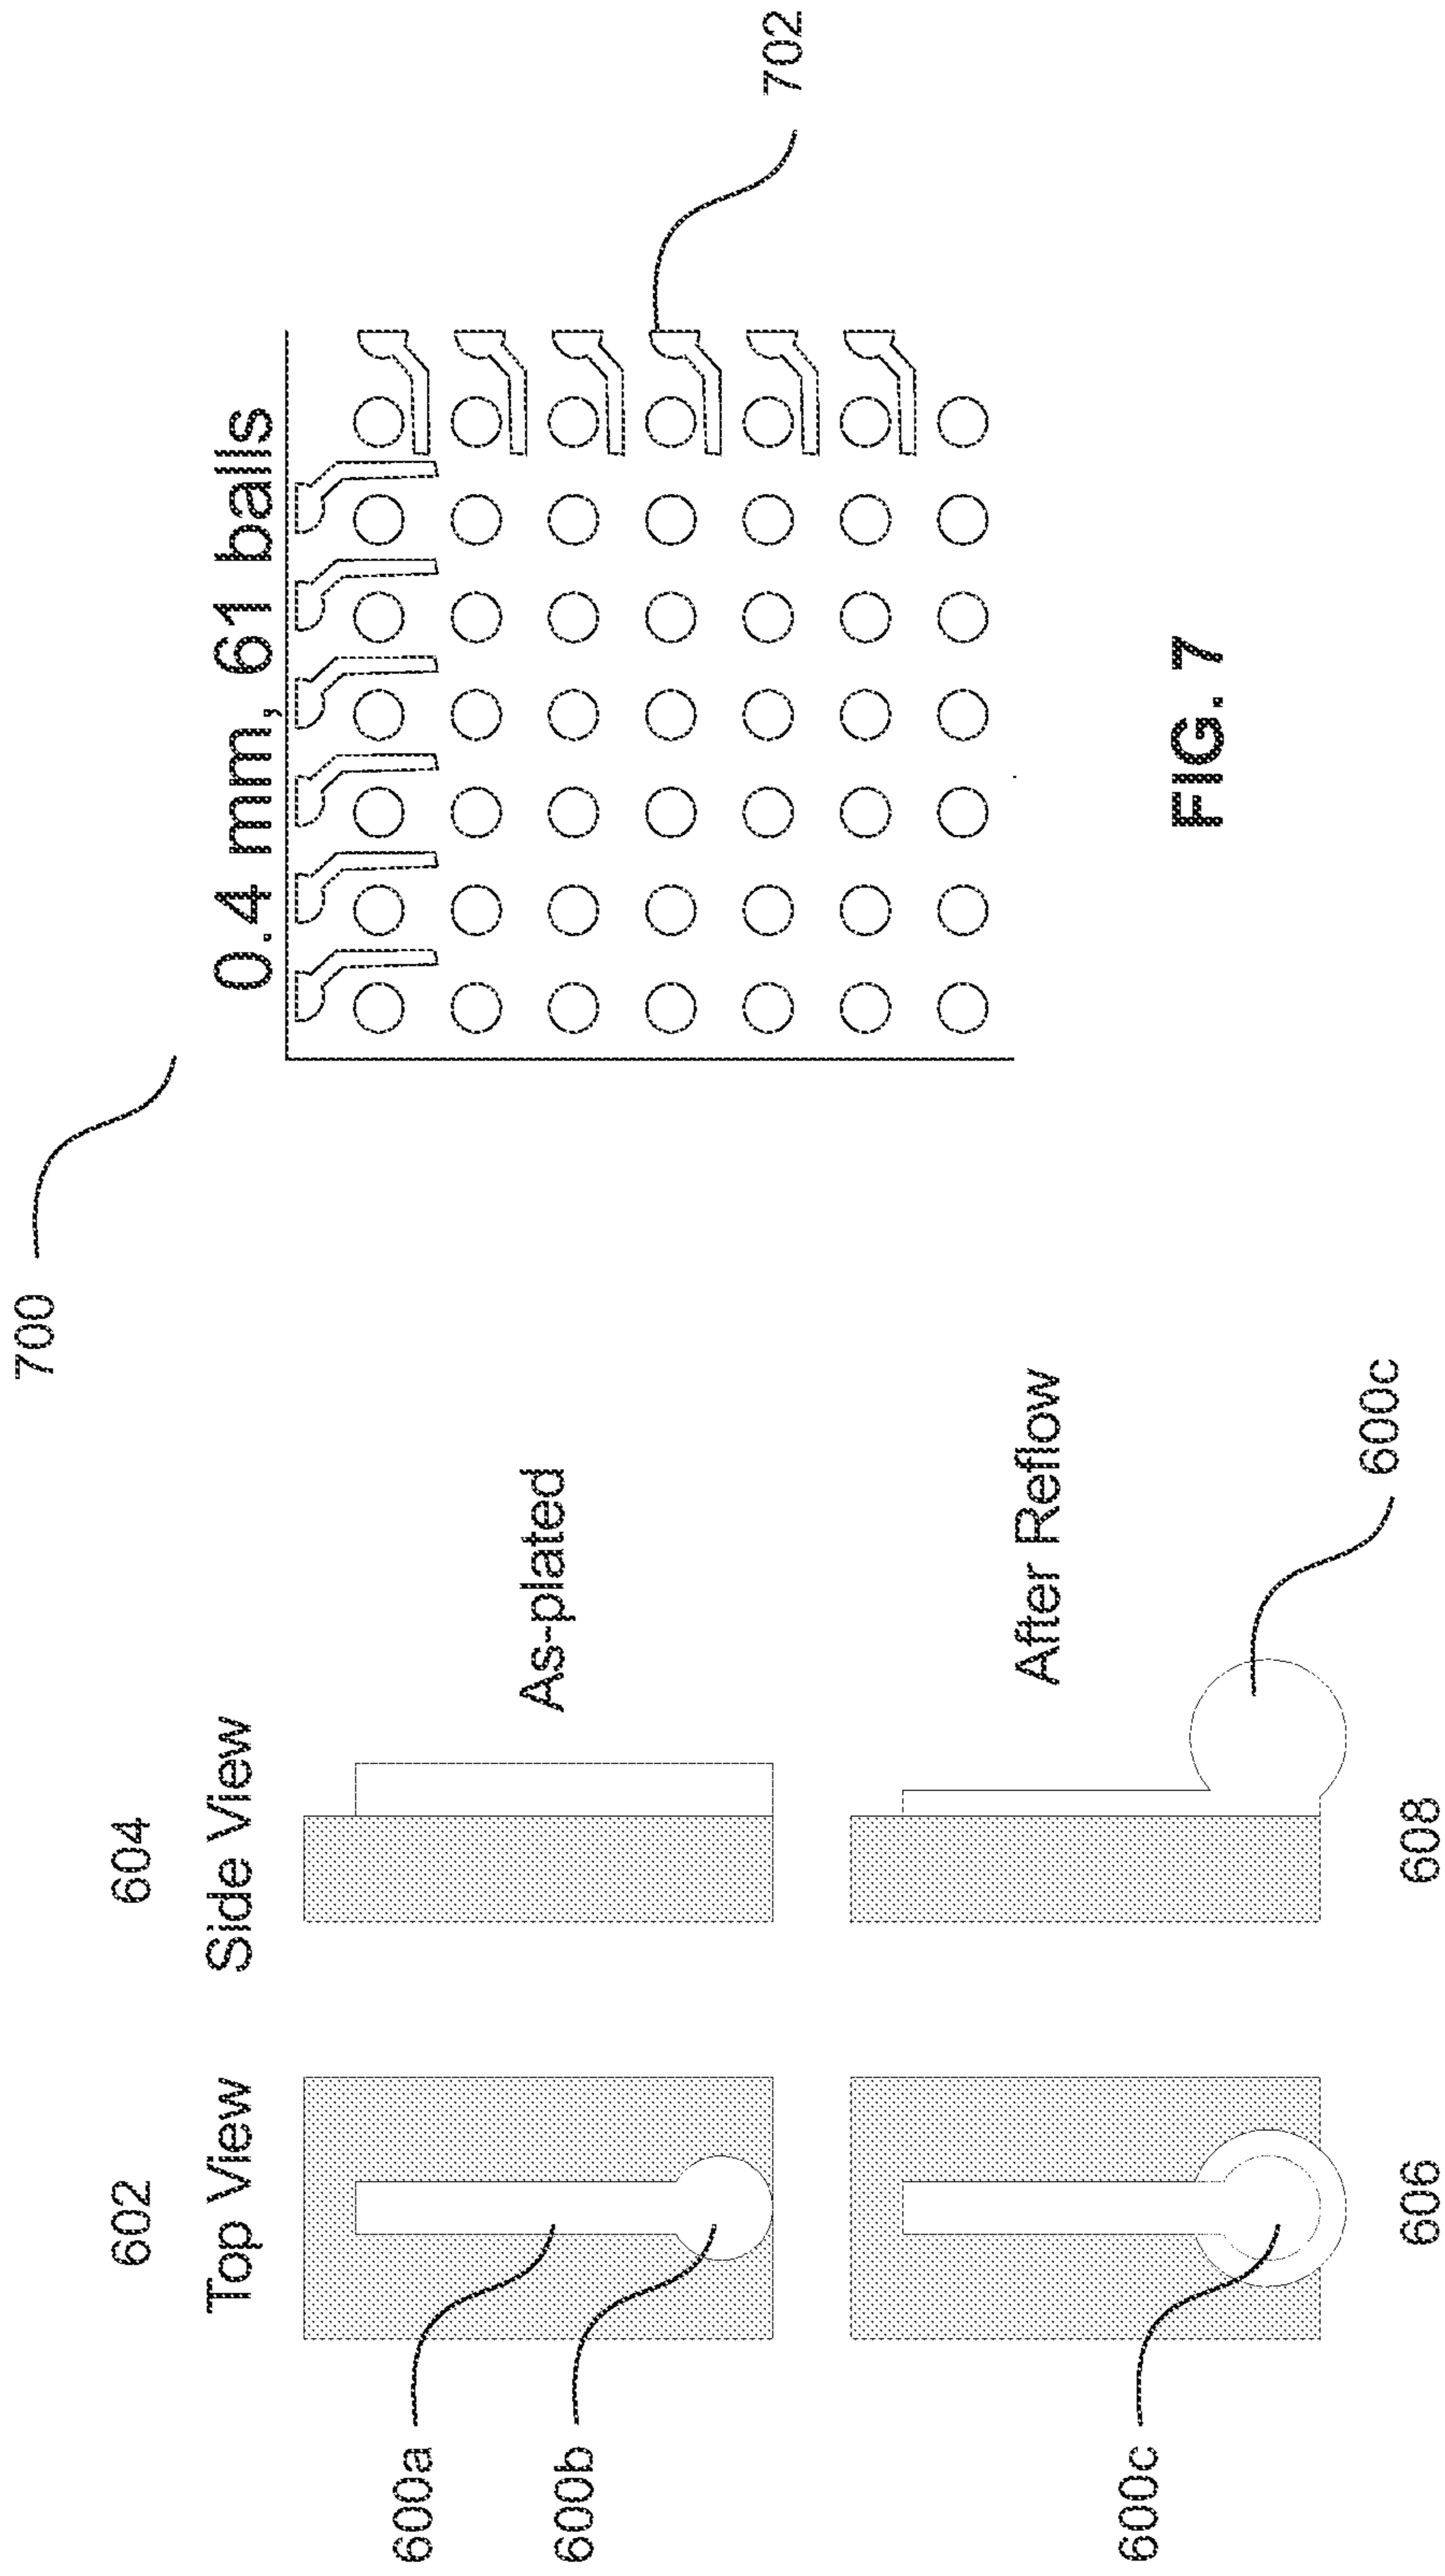 602
604
Top View
Side View
600a
600b
As-plated
600c
After Reflow
600c
606
608
700
0.4 mm, 61 balls
702
FIG. 7